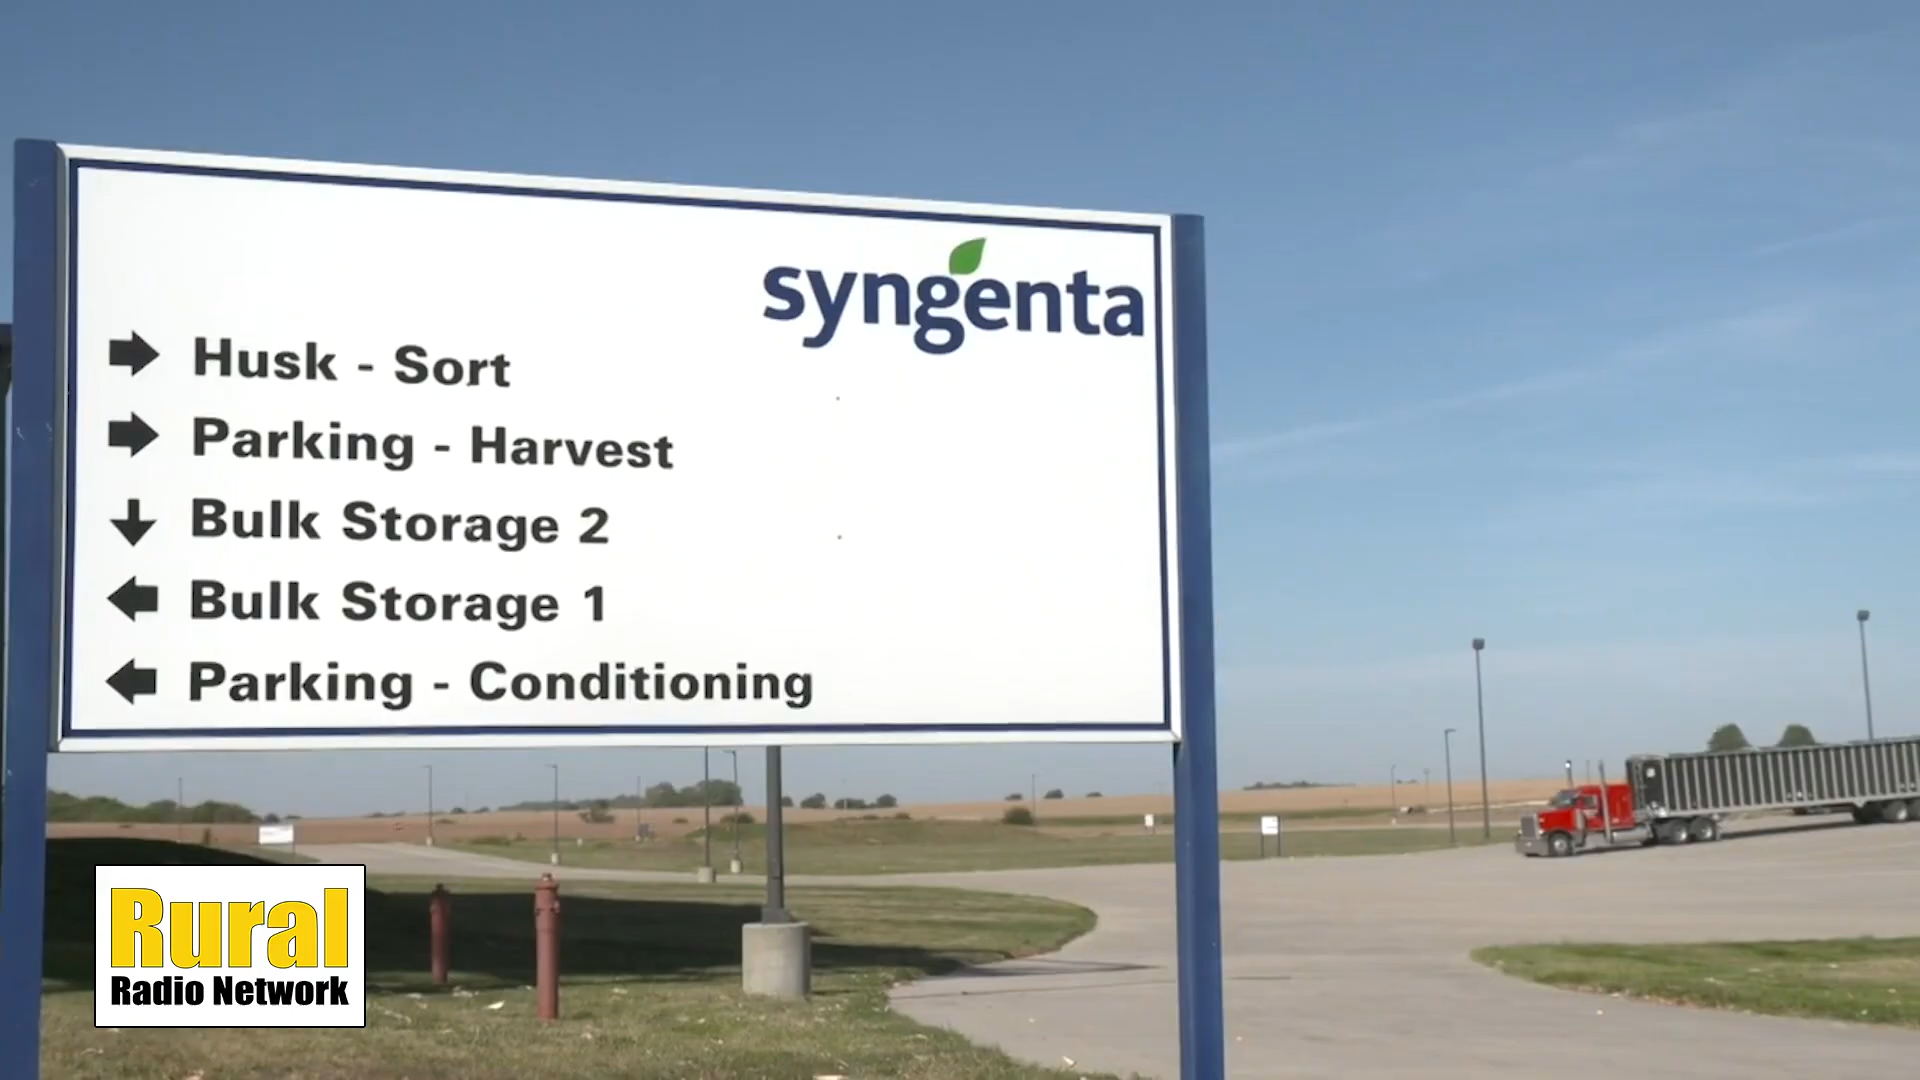 syngenta
Husk - Sort
Parking - Harvest
Bulk Storage 2
Bulk Storage 1
Parking - Conditioning
Rural
Radio Network